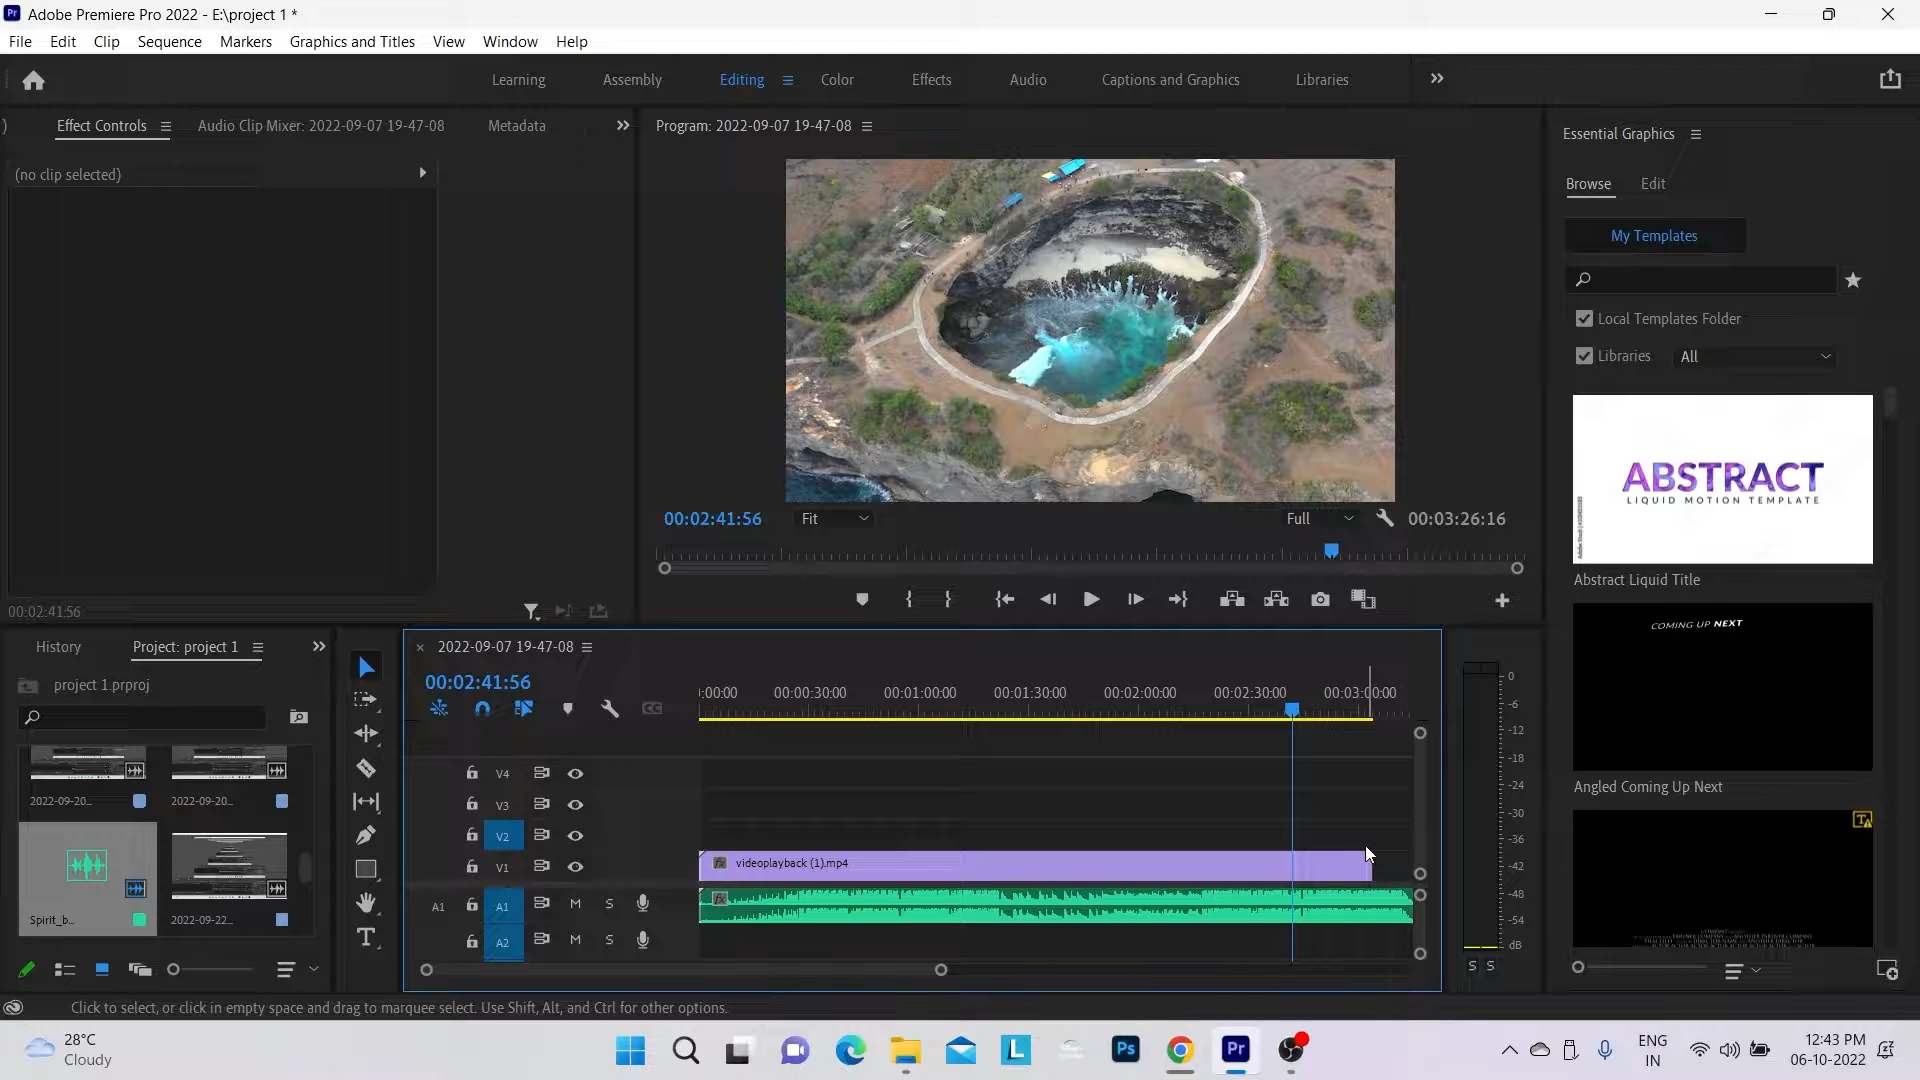 Pr Adobe Premiere Pro 2022 - E:\project 1 *
File Edit Clip Sequence Markers Graphics and Titles View Window Help
Learning Assembly Editing Color Effects Audio Captions and Graphics Libraries
Effect Controls Audio Clip Mixer: 2022-09-07 19-47-08 Metadata
(no clip selected)
00:02:41:56
Program: 2022-09-07 19-47-08
00:02:41:56 Fit Full 00:03:26:16
Essential Graphics
Browse Edit
My Templates
Local Templates Folder
Libraries All
ABSTRACT
LIQUID MOTION TEMPLATE
Abstract Liquid Title
COMING UP NEXT
Angled Coming Up Next
History Project: project 1
project 1.prproj
2022-09-20... 2022-09-20...
Spirit_b... 2022-09-22...
× 2022-09-07 19-47-08
00:02:41:56
:00:00 00:00:30:00 00:01:00:00 00:01:30:00 00:02:00:00 00:02:30:00 00:03:00:00
CC
V4
V3
V2
V1 fx videoplayback (1).mp4
A1 A1 M S fx
A2 M S
0
-6
-12
-18
-24
-30
-36
-42
-48
-54
dB
S S
Click to select, or click in empty space and drag to marquee select. Use Shift, Alt, and Ctrl for other options.
28°C
Cloudy
L Ps Pr
ENG
IN
12:43 PM
06-10-2022